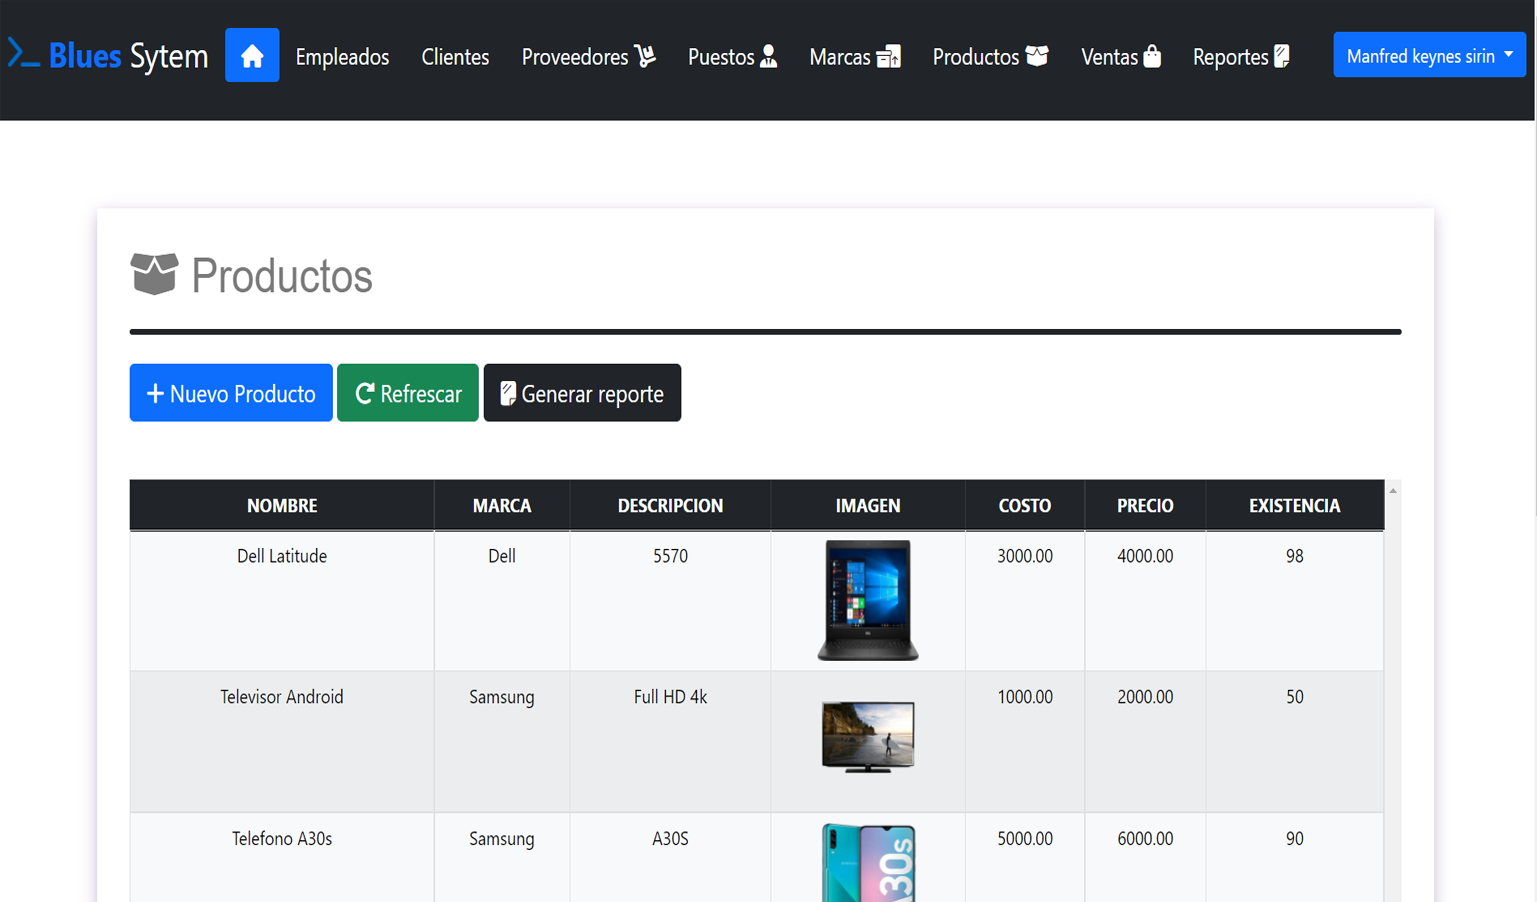 Blues Sytem Empleados Clientes Proveedores Puestos Marcas Productos Ventas Reportes Manfred keynes sirin
Productos
Nuevo Producto Refrescar Generar reporte
NOMBRE MARCA DESCRIPCION IMAGEN COSTO PRECIO EXISTENCIA
Dell Latitude Dell 5570 3000.00 4000.00 98
Televisor Android Samsung Full HD 4k 1000.00 2000.00 50
Telefono A30s Samsung A30S 5000.00 6000.00 90
A30s